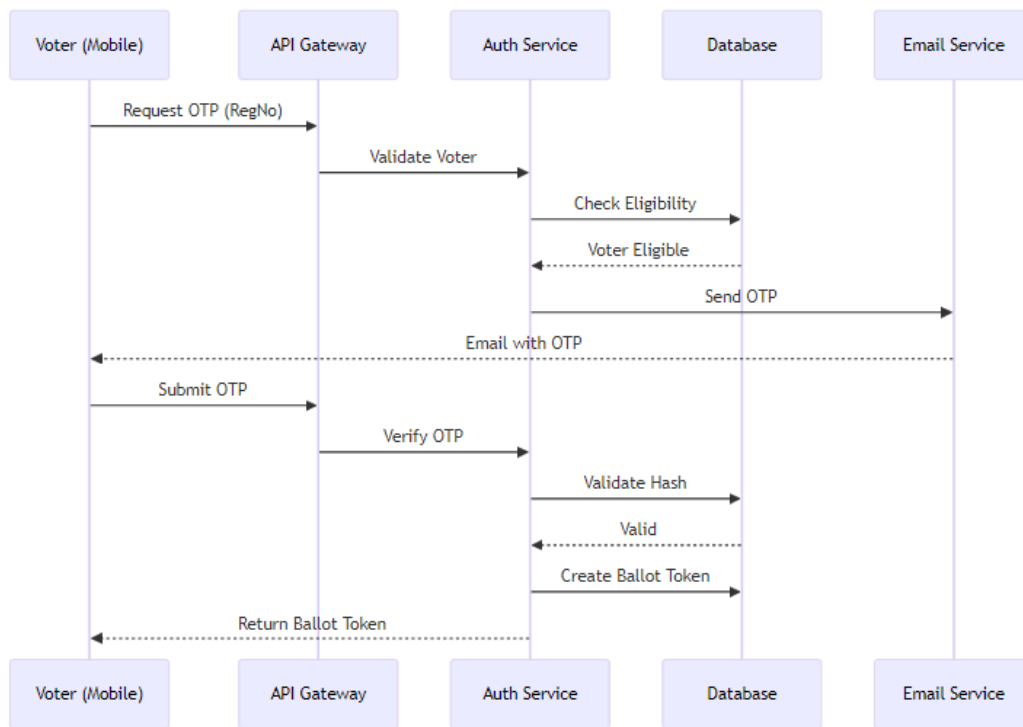 Voter (Mobile)
API Gateway
Auth Service
Database
Email Service
Request OTP (RegNo)
Validate Voter
Check Eligibility
Voter Eligible
Send OTP
Email with OTP
Submit OTP
Verify OTP
Validate Hash
Valid
Create Ballot Token
Return Ballot Token
Voter (Mobile)
API Gateway
Auth Service
Database
Email Service